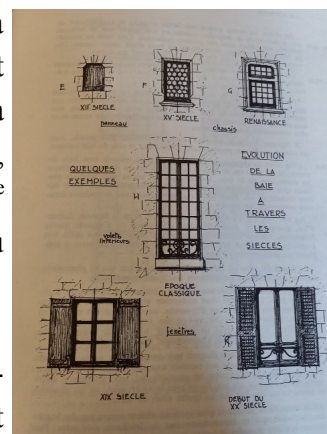 E
XII SIECLE
panneau
F
XV SIECLE
chassis
G
RENAISSANCE
QUELQUES
EXEMPLES
H
volets
intérieurs
EPOQUE
CLASSIQUE
EVOLUTION
DE LA
BAIE
A
TRAVERS
LES
SIECLES
fenêtres
XIX SIECLE
DEBUT DU
XX SIECLE